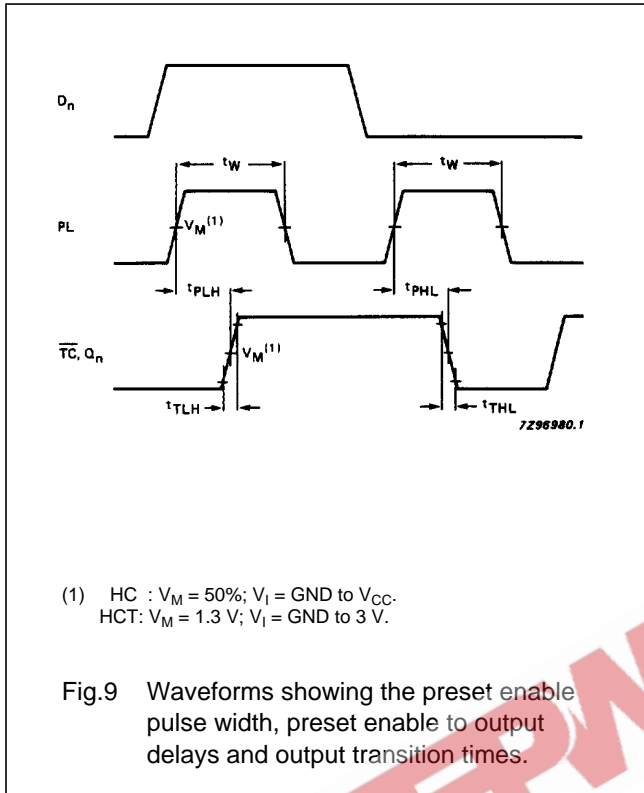 Dn
tW tW
PL
VM(1)
tPLH tPHL
TC, Qn
VM(1)
tTLH tTHL
7Z96980.1
(1) HC : VM = 50%; VI = GND to VCC.
HCT: VM = 1.3 V; VI = GND to 3 V.
Fig.9 Waveforms showing the preset enable
pulse width, preset enable to output
delays and output transition times.